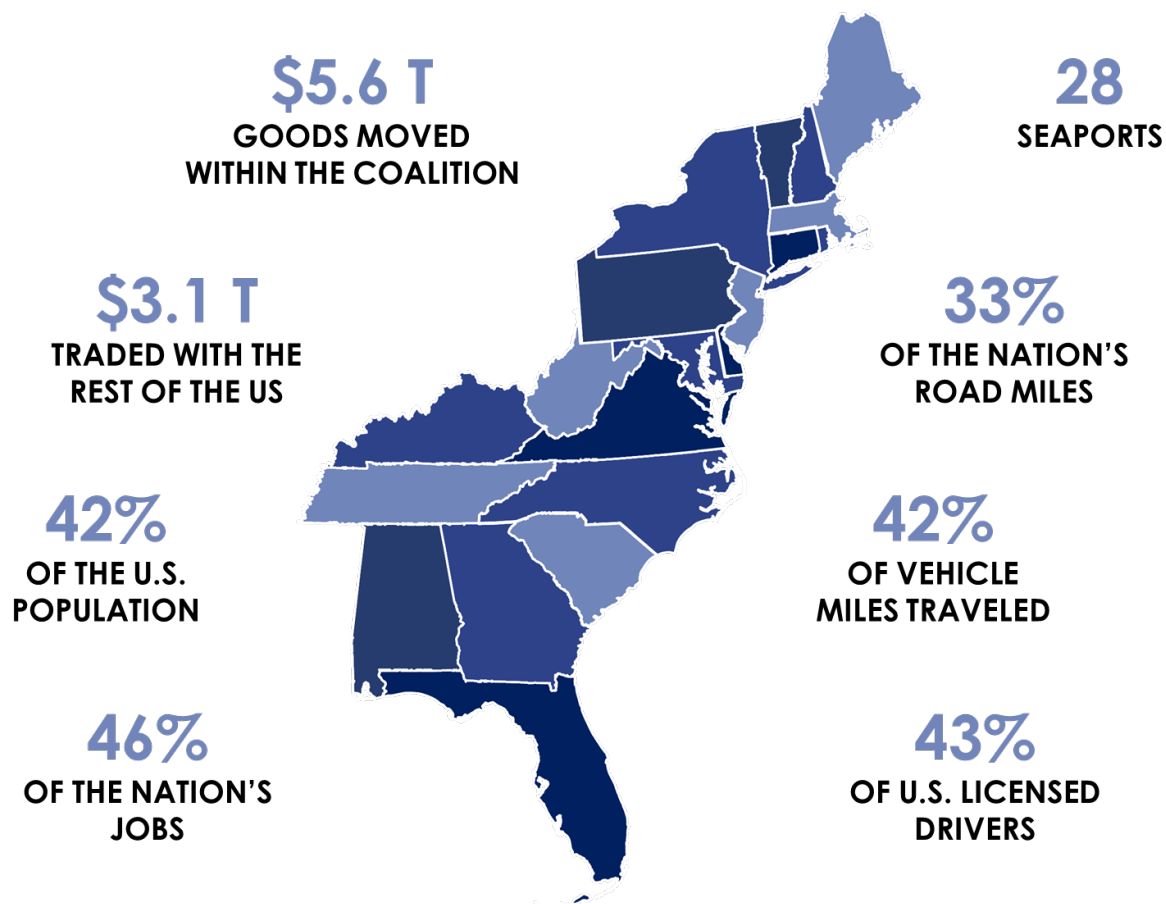 $5.6 T
GOODS MOVED
WITHIN THE COALITION
28
SEAPORTS
$3.1 T
TRADED WITH THE
REST OF THE US
33%
OF THE NATION'S
ROAD MILES
42%
OF THE U.S.
POPULATION
42%
OF VEHICLE
MILES TRAVELED
46%
OF THE NATION'S
JOBS
43%
OF U.S. LICENSED
DRIVERS